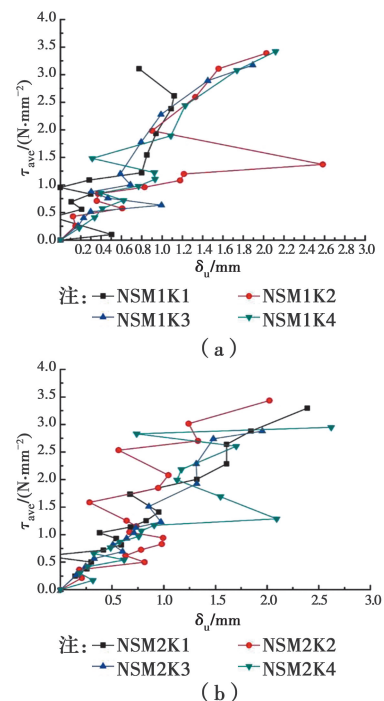 4.0
3.5
3.0
2.5
2.0
1.5
1.0
0.5
0.0
τave/(N·mm−2)
0.2 0.4 0.6 0.8 1.0 1.2 1.4 1.6 1.8 2.0 2.2 2.4 2.6 2.8 3.0
δu/mm
注: NSM1K1 NSM1K2
NSM1K3 NSM1K4
(a)
4.0
3.5
3.0
2.5
2.0
1.5
1.0
0.5
0.0
τave/(N·mm−2)
0.5 1.0 1.5 2.0 2.5 3.0
δu/mm
注: NSM2K1 NSM2K2
NSM2K3 NSM2K4
(b)